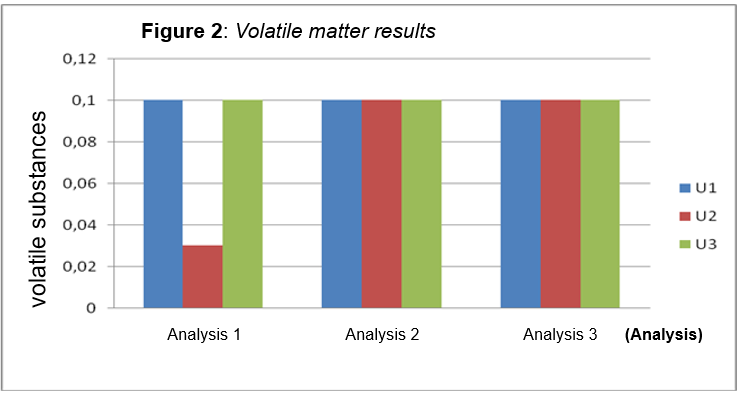 Figure 2: Volatile matter results
volatile substances
0,12
0,1
0,08
0,06
0,04
0,02
0
Analysis 1 Analysis 2 Analysis 3 (Analysis)
U1
U2
U3